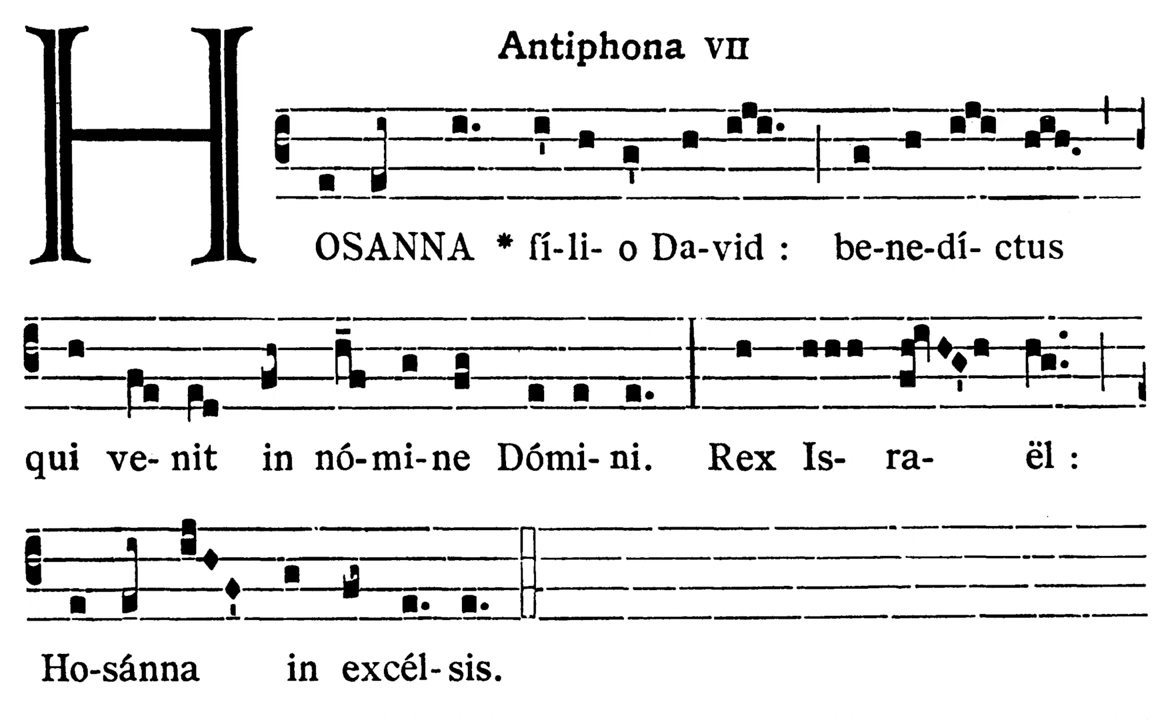 Antiphona VII
HOSANNA * fí-li- o Da-vid : be-ne-dí- ctus
qui ve- nit in nó-mi-ne Dómi- ni. Rex Is- ra- ël :
Ho-sánna in excél- sis.